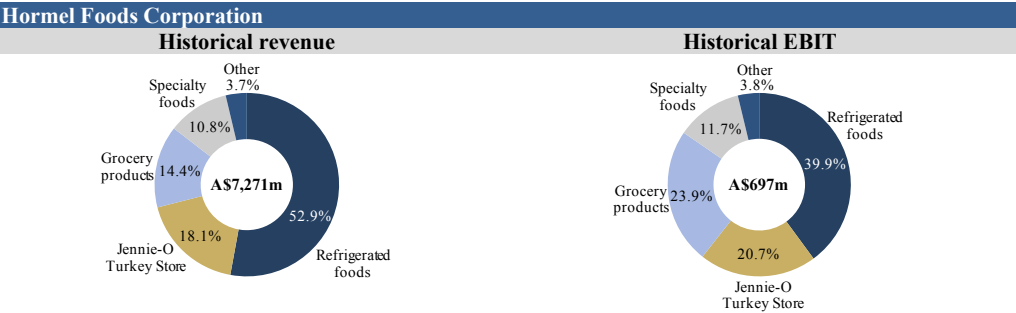 Hormel Foods Corporation
Historical revenue
Other
3.7%
Specialty
foods
10.8%
Grocery
products
14.4%
A$7,271m
52.9%
18.1%
Jennie-O
Turkey Store
Refrigerated
foods
Historical EBIT
Other
3.8%
Specialty
foods
11.7%
Refrigerated
foods
39.9%
Grocery
products
23.9%
A$697m
20.7%
Jennie-O
Turkey Store